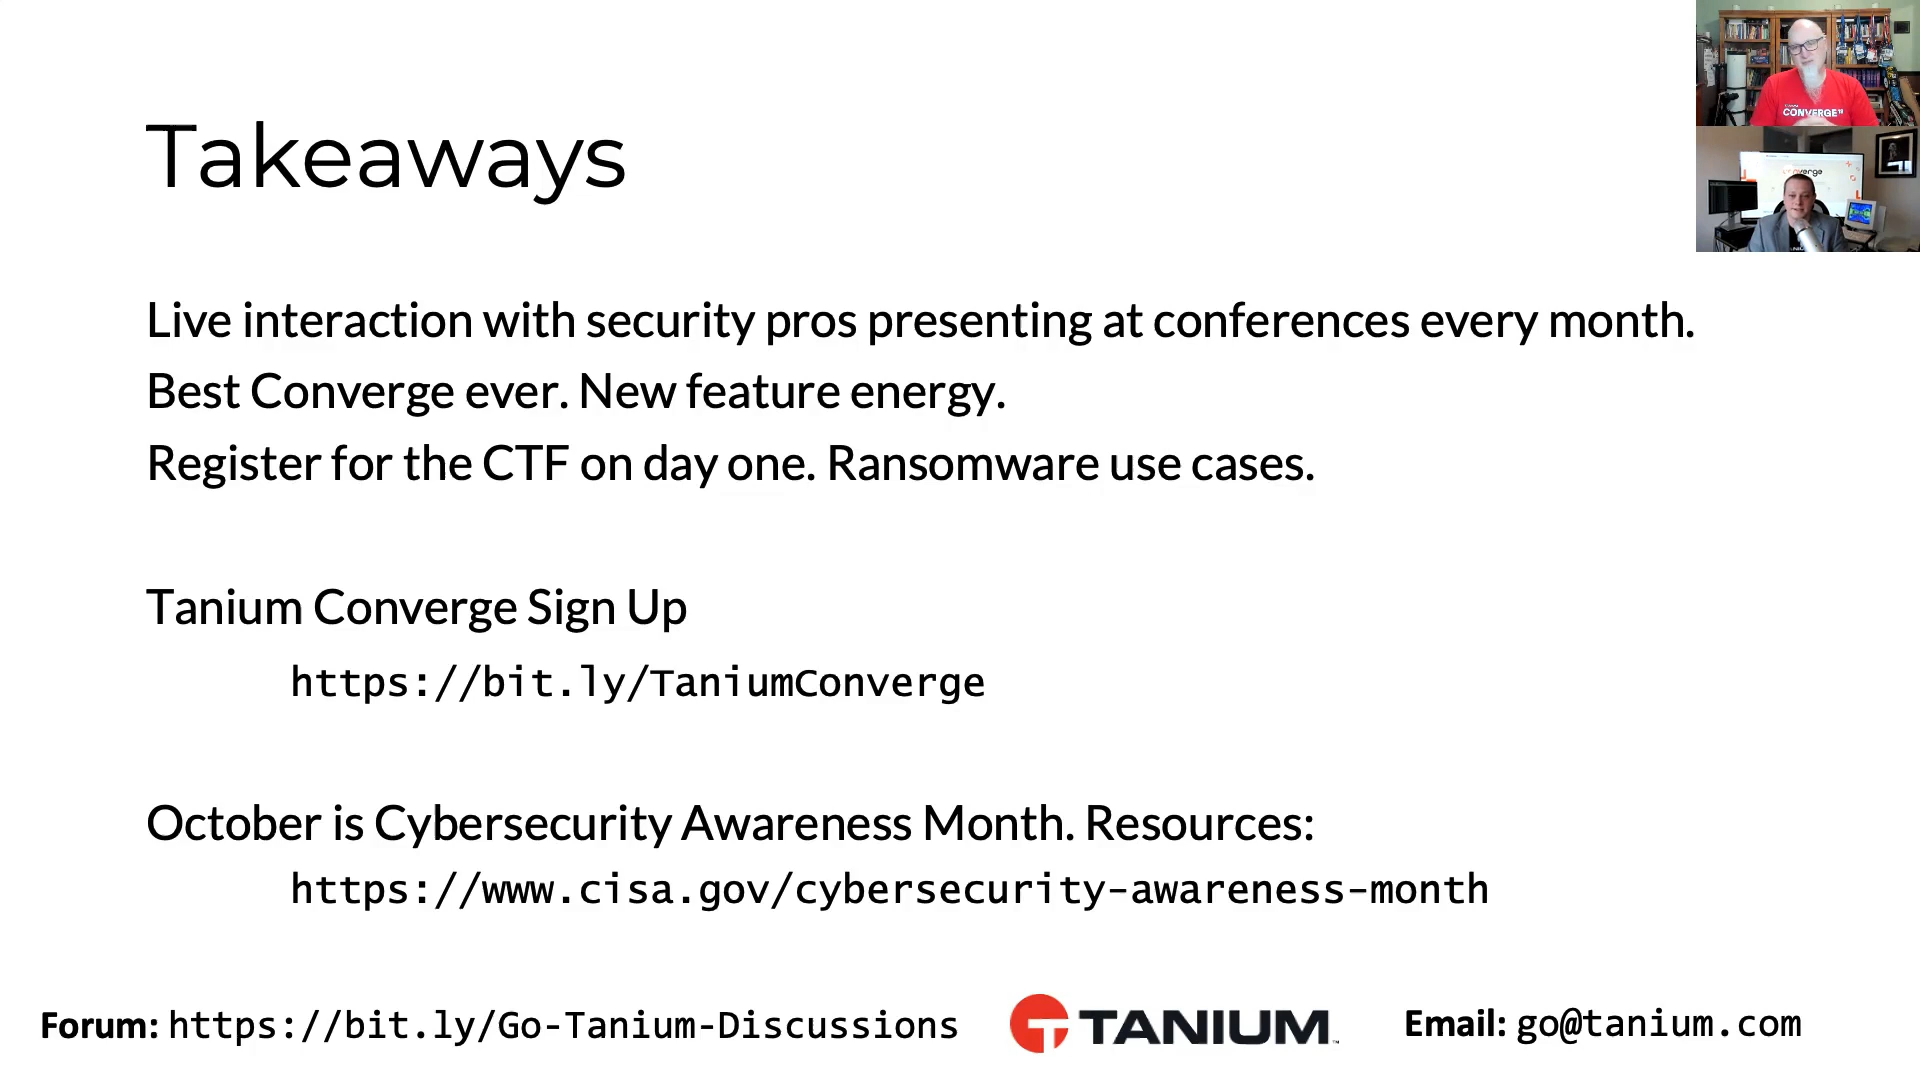 Takeaways
CONVERGE
Live interaction with security pros presenting at conferences every month.
Best Converge ever. New feature energy.
Register for the CTF on day one. Ransomware use cases.
Tanium Converge Sign Up
https://bit.ly/TaniumConverge
October is Cybersecurity Awareness Month. Resources:
https://www.cisa.gov/cybersecurity-awareness-month
Forum: https://bit.ly/Go-Tanium-Discussions
TANIUM™
Email: go@tanium.com